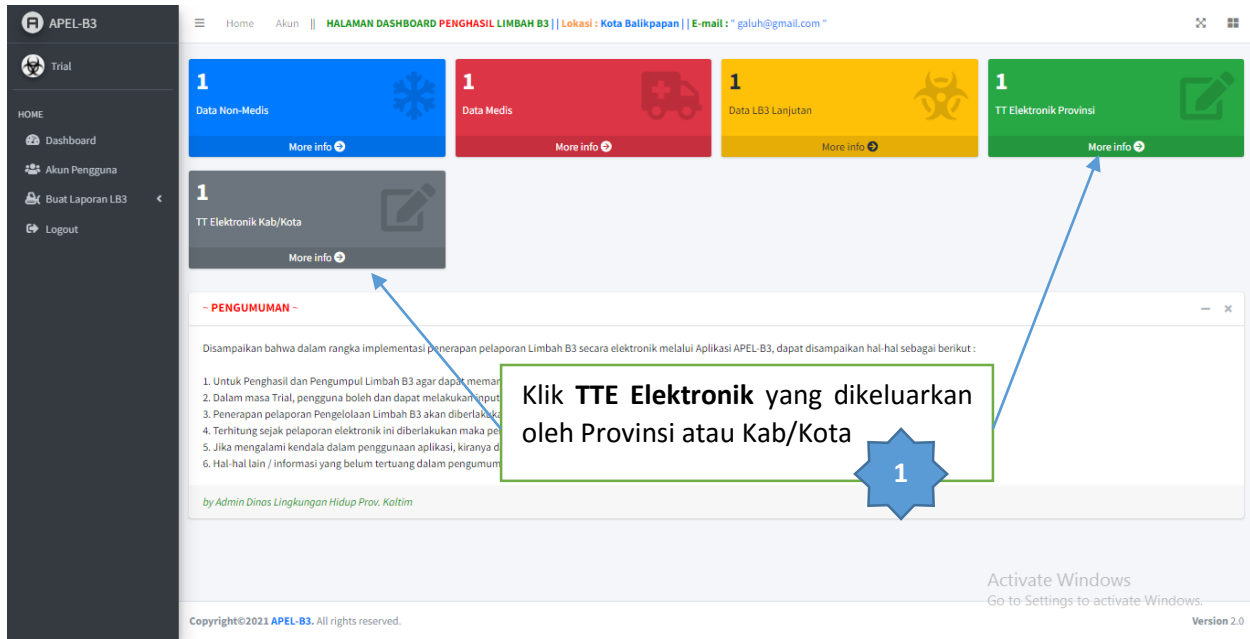 APEL-B3
Home Akun || HALAMAN DASHBOARD PENGHASIL LIMBAH B3 || Lokasi : Kota Balikpapan || E-mail : " galuh@gmail.com "
Trial
HOME
Dashboard
Akun Pengguna
Buat Laporan LB3
Logout
1
Data Non-Medis
More info
1
Data Medis
More info
1
Data LB3 Lanjutan
More info
1
TT Elektronik Provinsi
More info
1
TT Elektronik Kab/Kota
More info
~ PENGUMUMAN ~
Disampaikan bahwa dalam rangka implementasi penerapan pelaporan Limbah B3 secara elektronik melalui Aplikasi APEL-B3, dapat disampaikan hal-hal sebagai berikut :
1. Untuk Penghasil dan Pengumpul Limbah B3 agar dapat
2. Dalam masa Trial, pengguna boleh dan dapat melakukan input
3. Penerapan pelaporan Pengelolaan Limbah B3 akan
4. Terhitung sejak pelaporan elektronik ini diberlakukan maka
5. Jika mengalami kendala dalam penggunaan aplikasi, kiranya
6. Hal-hal lain / informasi yang belum tertuang dalam
Klik TTE Elektronik yang dikeluarkan
oleh Provinsi atau Kab/Kota
1
by Admin Dinas Lingkungan Hidup Prov. Kaltim
Activate Windows
Go to Settings to activate Windows.
Copyright©2021 APEL-B3. All rights reserved.
Version 2.0